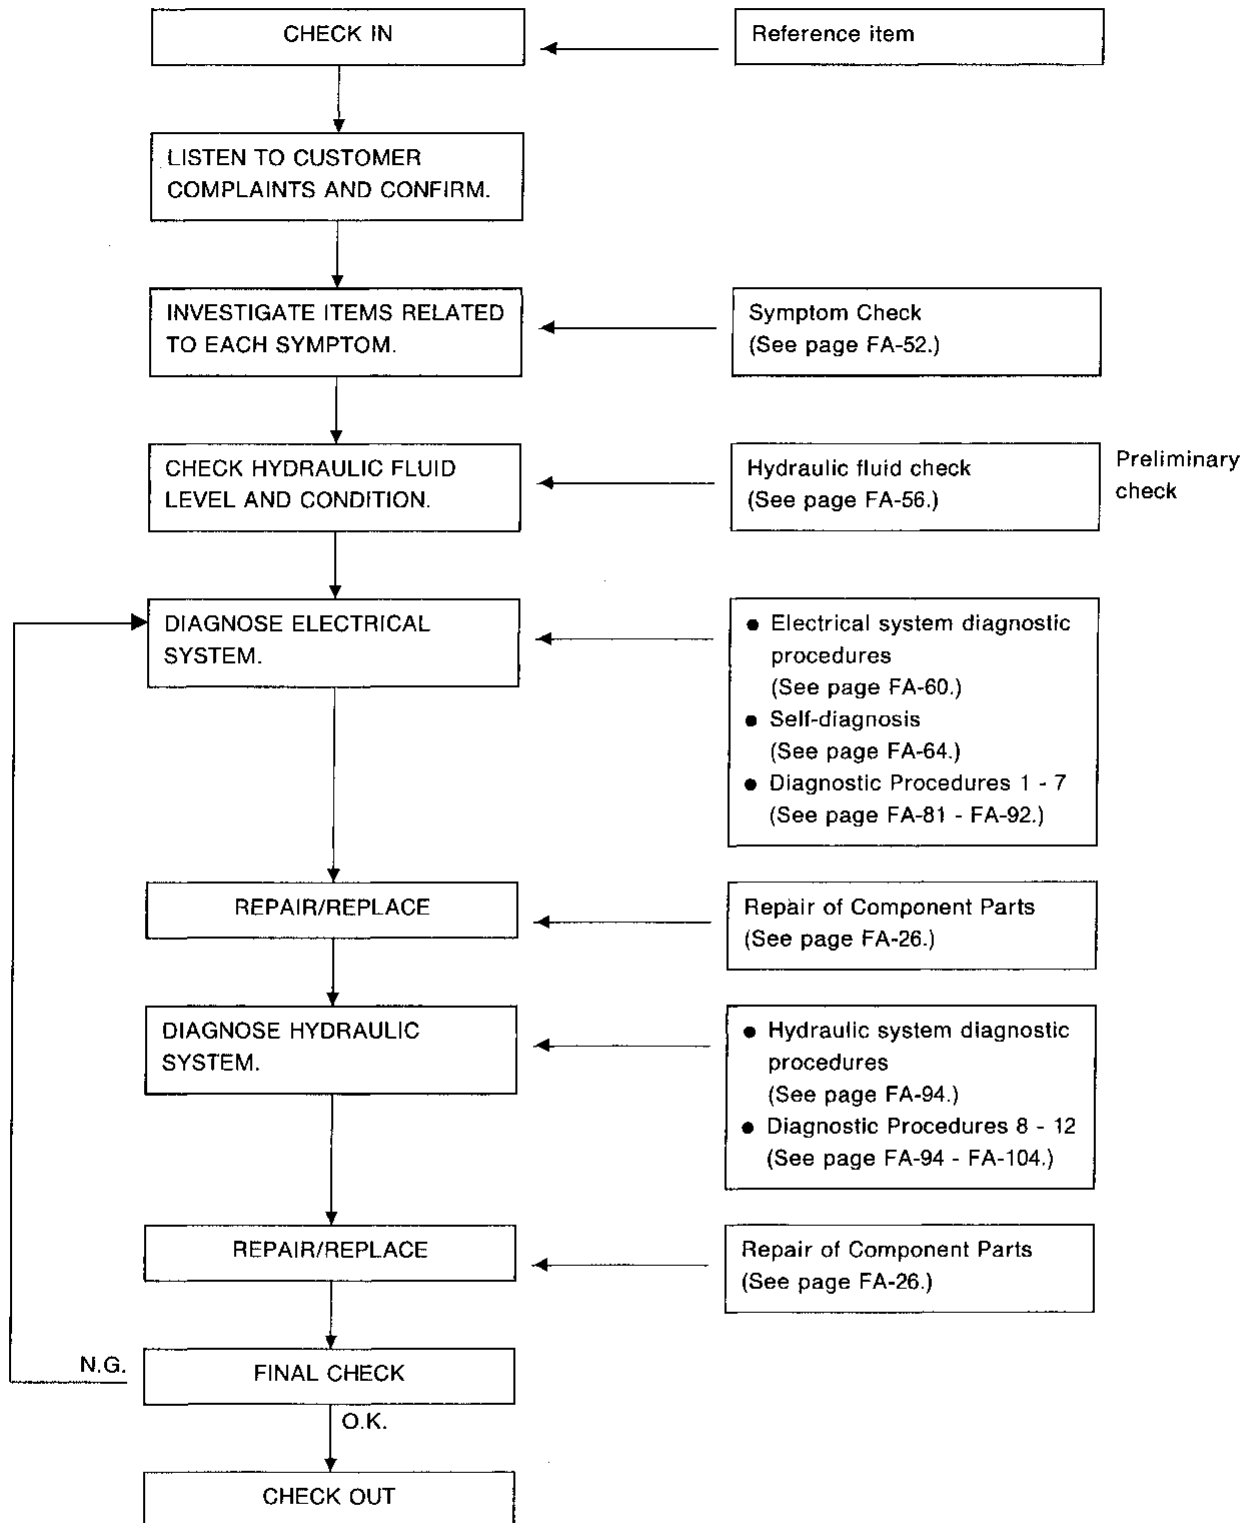 CHECK IN
Reference item
LISTEN TO CUSTOMER
COMPLAINTS AND CONFIRM.
INVESTIGATE ITEMS RELATED
TO EACH SYMPTOM.
Symptom Check
(See page FA-52.)
CHECK HYDRAULIC FLUID
LEVEL AND CONDITION.
Hydraulic fluid check
(See page FA-56.)
Preliminary
check
DIAGNOSE ELECTRICAL
SYSTEM.
● Electrical system diagnostic
procedures
(See page FA-60.)
● Self-diagnosis
(See page FA-64.)
● Diagnostic Procedures 1 - 7
(See page FA-81 - FA-92.)
REPAIR/REPLACE
Repair of Component Parts
(See page FA-26.)
DIAGNOSE HYDRAULIC
SYSTEM.
● Hydraulic system diagnostic
procedures
(See page FA-94.)
● Diagnostic Procedures 8 - 12
(See page FA-94 - FA-104.)
REPAIR/REPLACE
Repair of Component Parts
(See page FA-26.)
N.G.
FINAL CHECK
O.K.
CHECK OUT